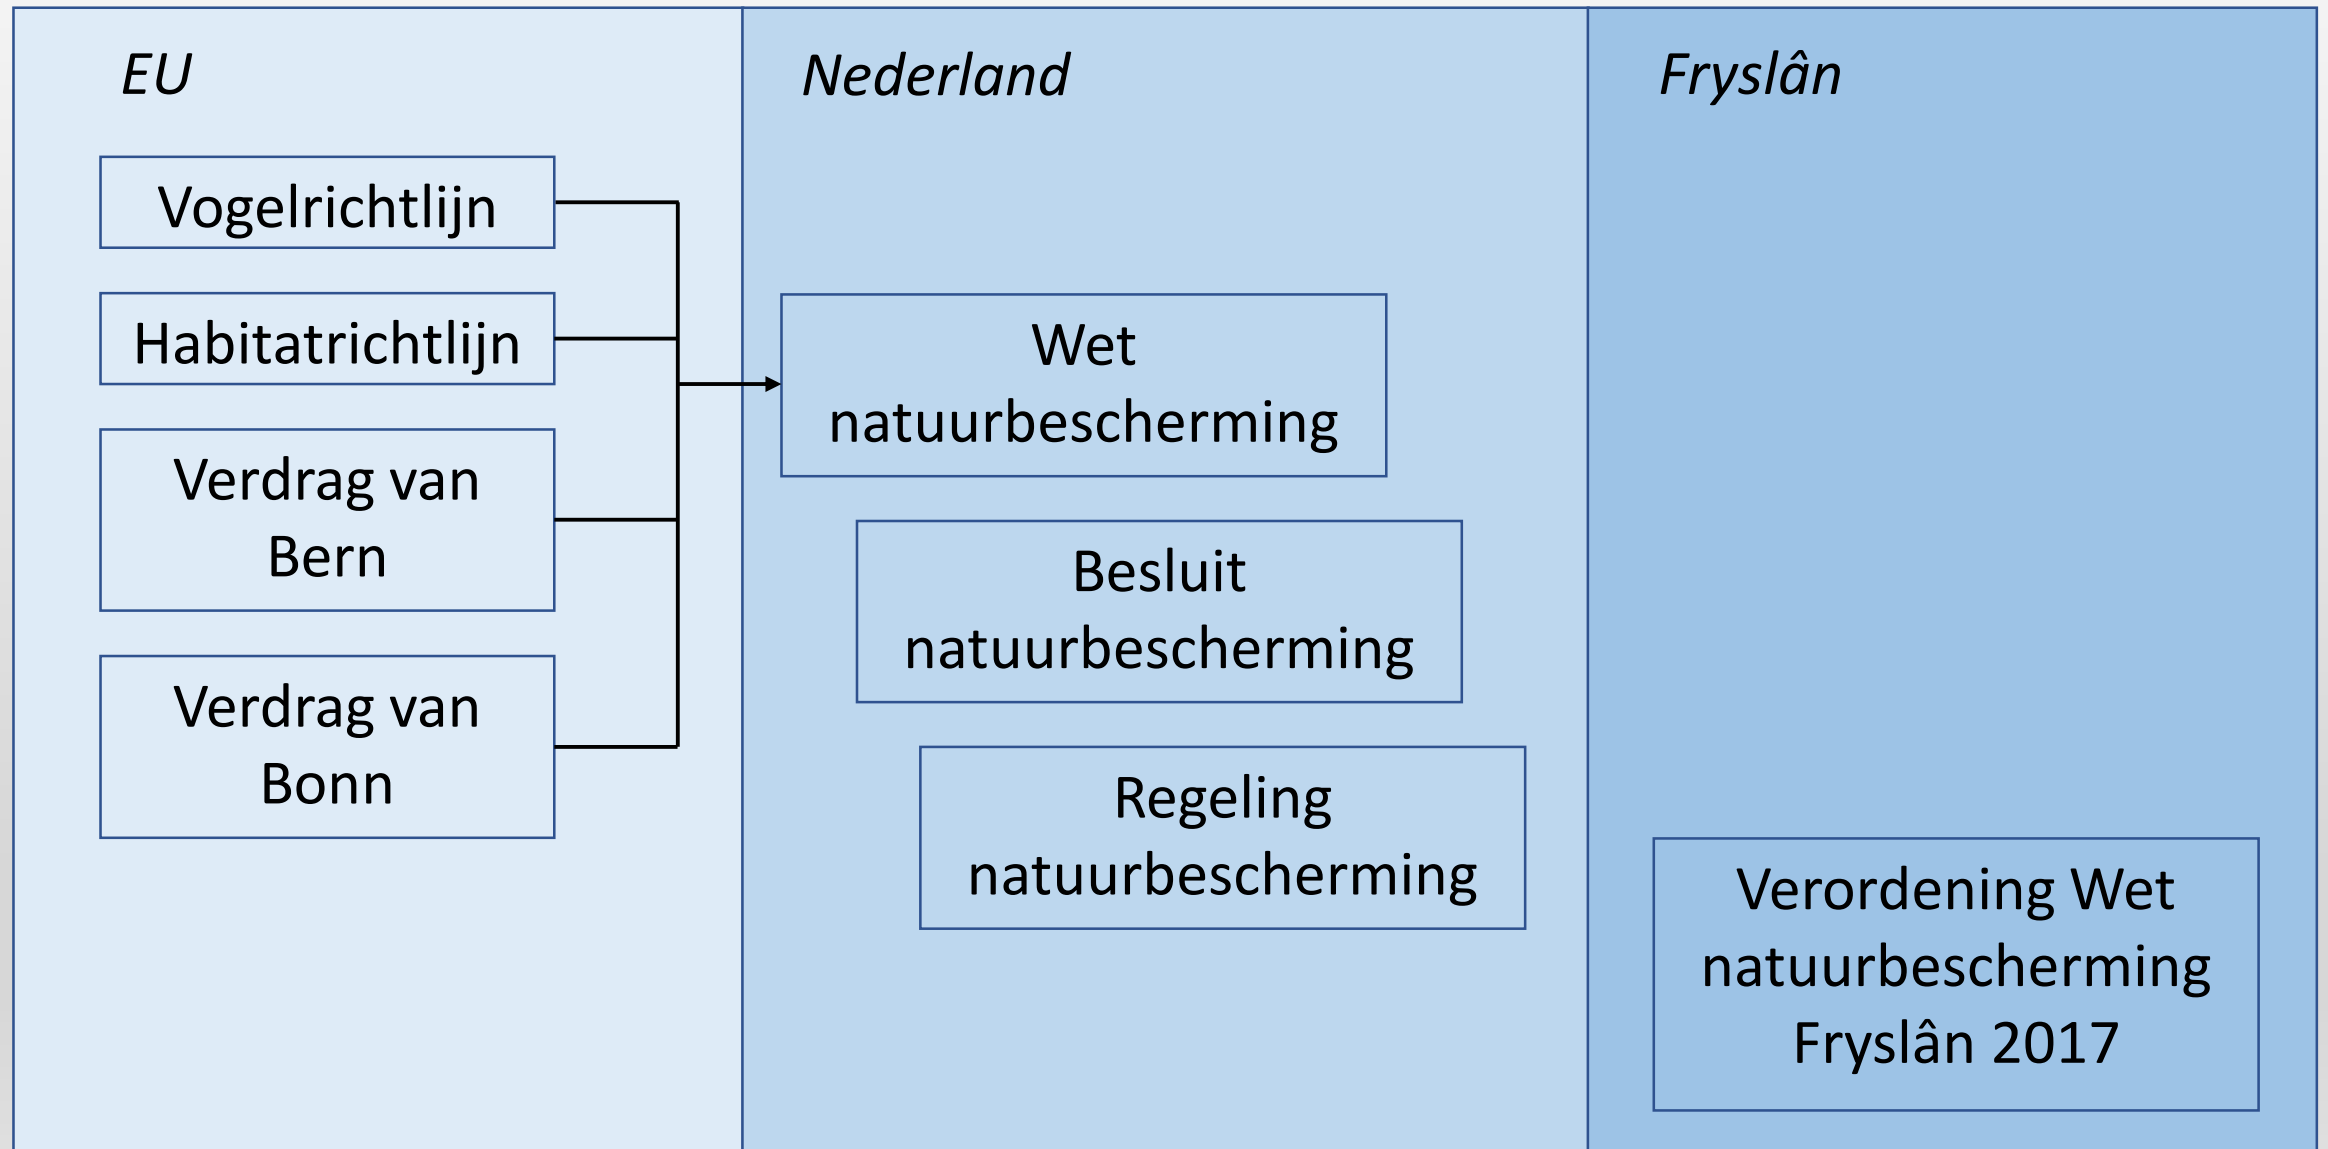 EU
Vogelrichtlijn
Habitatrichtlijn
Verdrag van
Bern
Verdrag van
Bonn
Nederland
Wet
natuurbescherming
Besluit
natuurbescherming
Regeling
natuurbescherming
Fryslân
Verordening Wet
natuurbescherming
Fryslân 2017